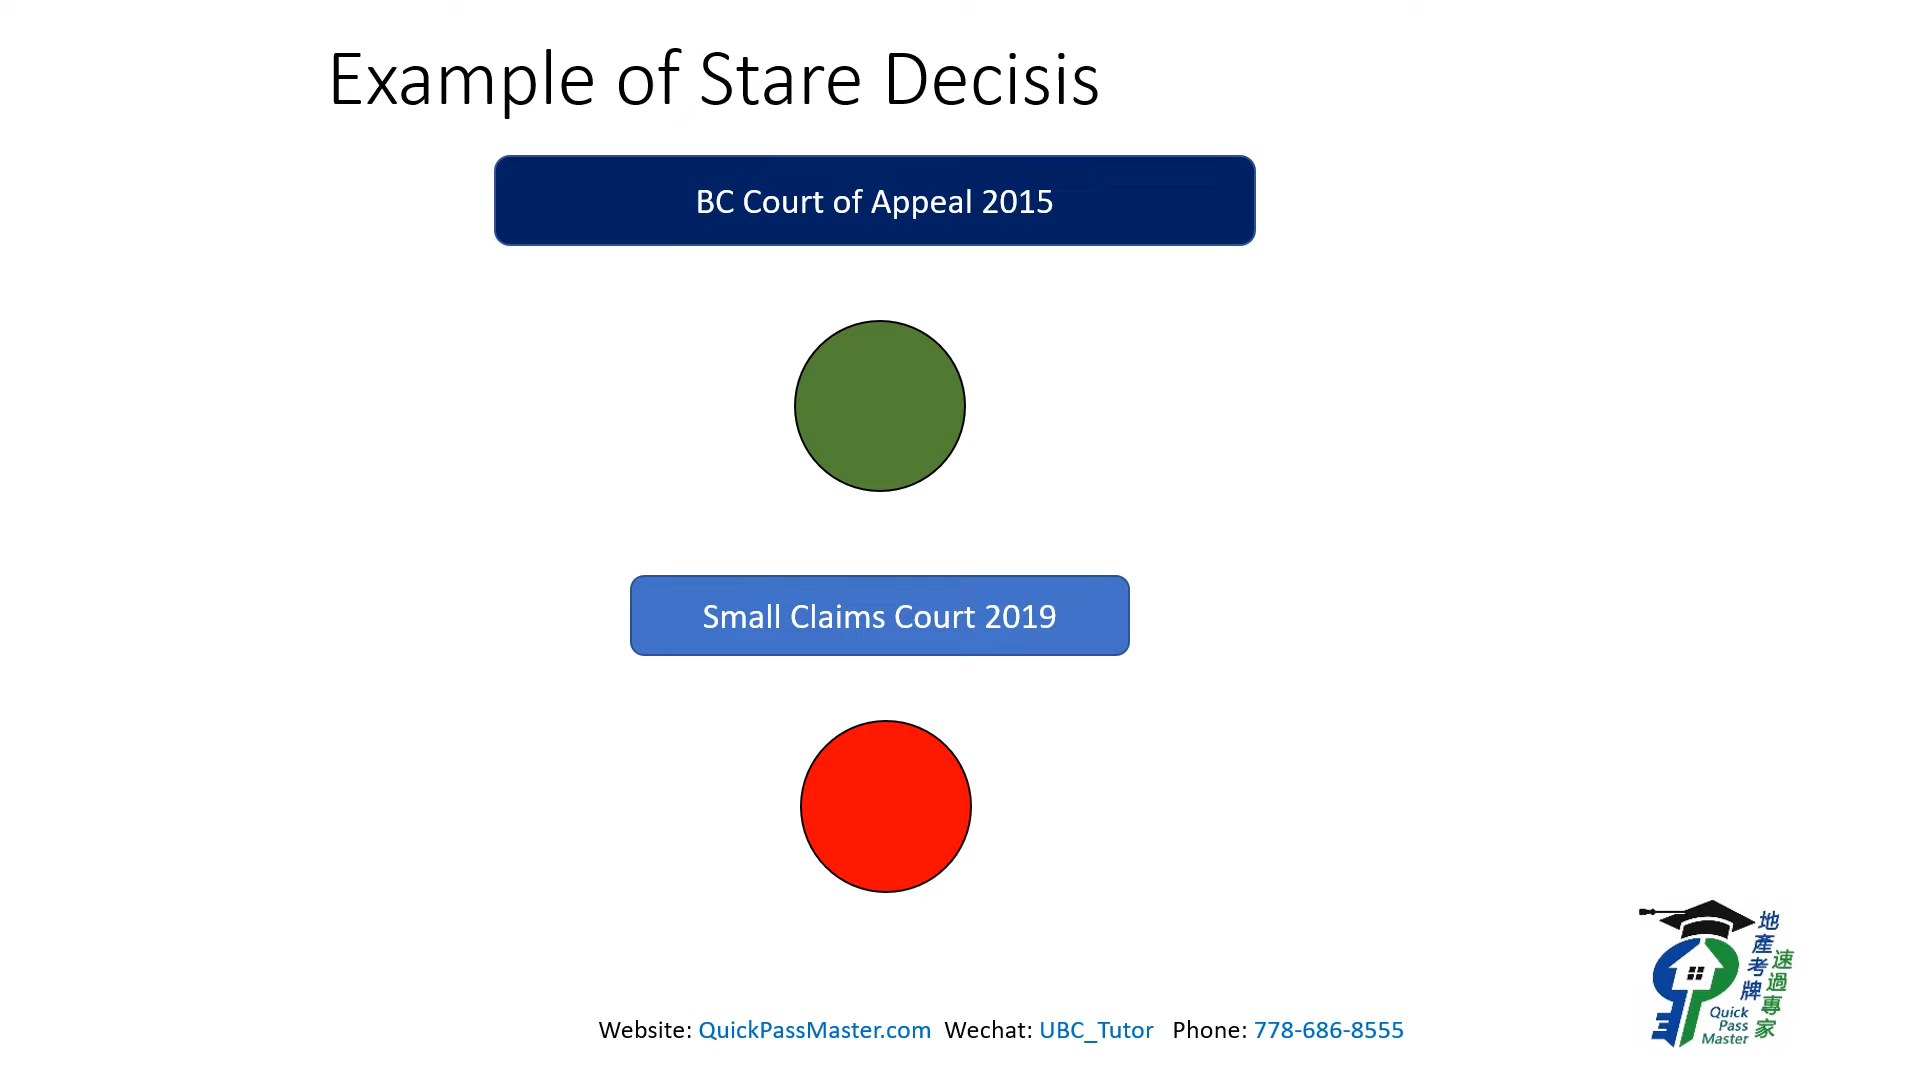 Example of Stare Decisis
BC Court of Appeal 2015
Small Claims Court 2019
地產考牌
速過專家
Quick
Pass
Master
Website: QuickPassMaster.com Wechat: UBC_Tutor Phone: 778-686-8555